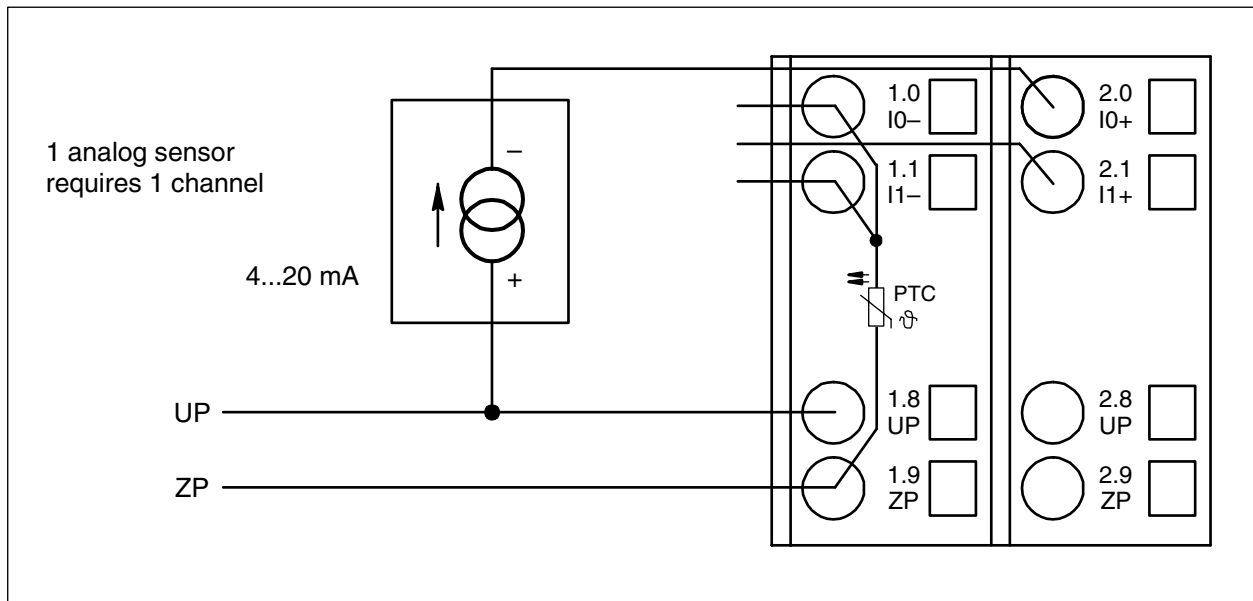 1 analog sensor
requires 1 channel
–
4...20 mA
+
UP
ZP
1.0
I0–
2.0
I0+
1.1
I1–
2.1
I1+
PTC
ϑ
1.8
UP
2.8
UP
1.9
ZP
2.9
ZP